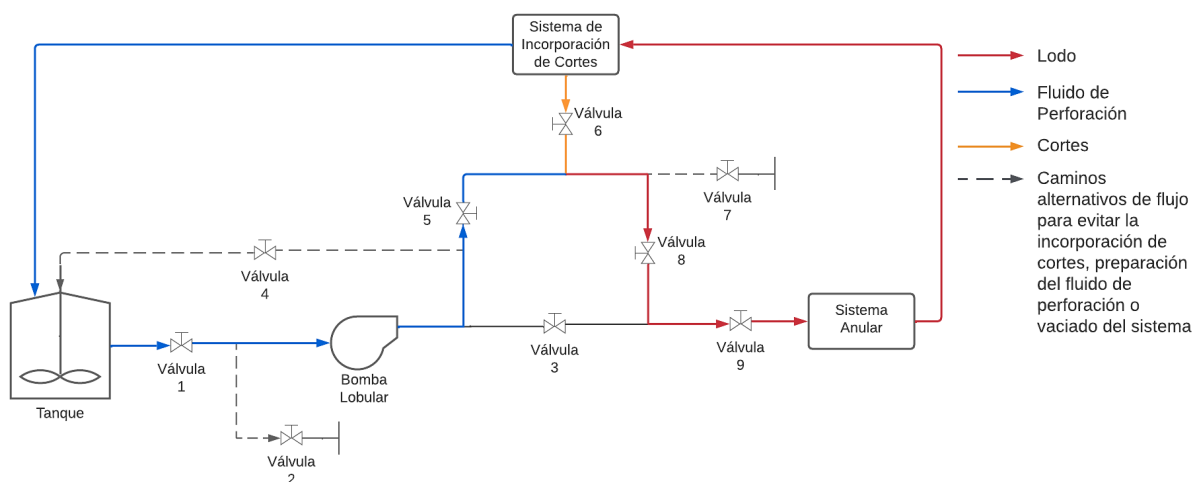 Sistema de
Incorporación
de Cortes
Válvula
6
Válvula
5
Válvula
7
Válvula
8
Válvula
4
Sistema
Anular
Válvula
3
Válvula
9
Válvula
1
Bomba
Lobular
Tanque
Válvula
2
Lodo
Fluido de
Perforación
Cortes
Caminos
alternativos de flujo
para evitar la
incorporación de
cortes, preparación
del fluido de
perforación o
vaciado del sistema